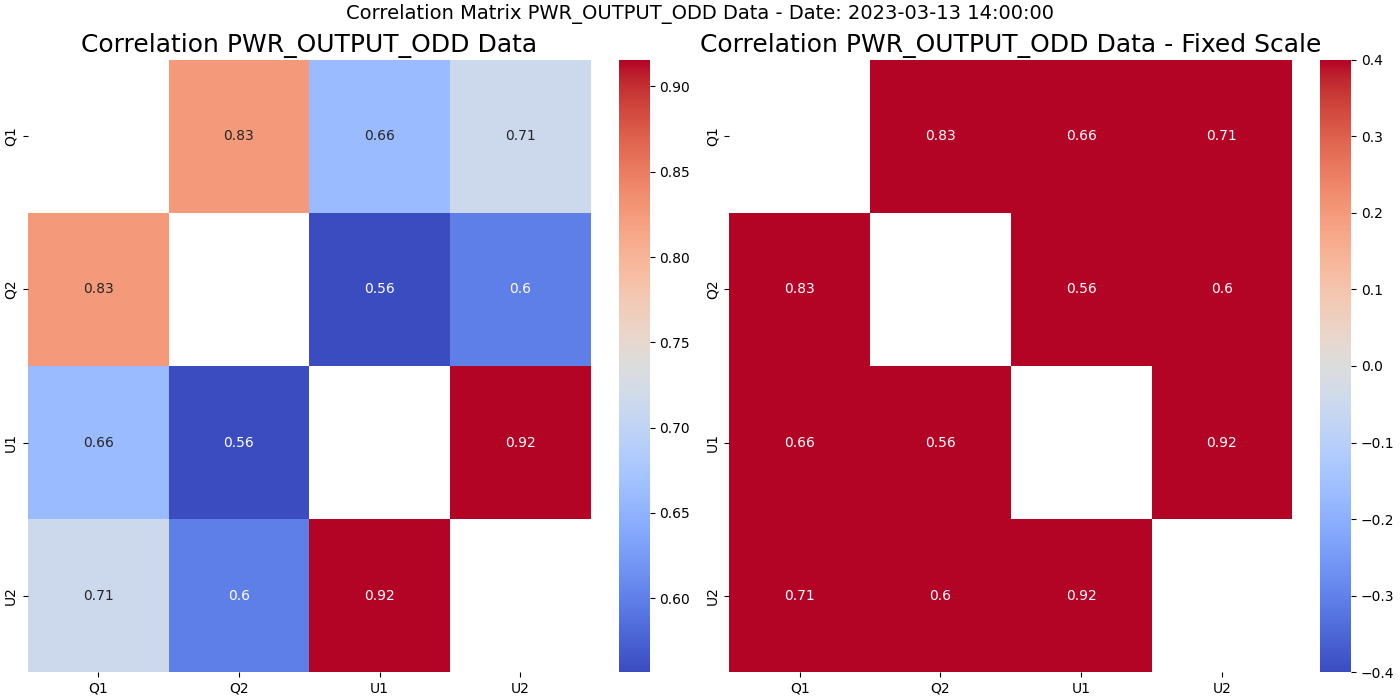 Correlation Matrix PWR_OUTPUT_ODD Data - Date: 2023-03-13 14:00:00
Correlation PWR_OUTPUT_ODD Data
Q1
0.83
0.66
0.71
Q2
0.83
0.56
0.6
U1
0.66
0.56
0.92
U2
0.71
0.6
0.92
Q1
Q2
U1
U2
0.90
0.85
0.80
0.75
0.70
0.65
0.60
Correlation PWR_OUTPUT_ODD Data - Fixed Scale
Q1
0.83
0.66
0.71
Q2
0.83
0.56
0.6
U1
0.66
0.56
0.92
U2
0.71
0.6
0.92
Q1
Q2
U1
U2
0.4
0.3
0.2
0.1
0.0
−0.1
−0.2
−0.3
−0.4